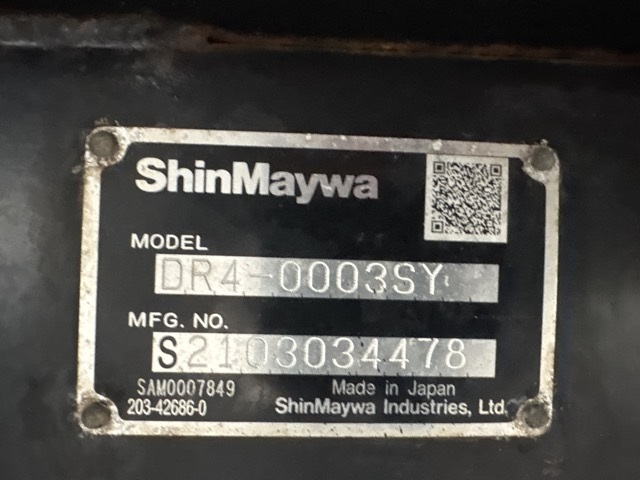 ShinMaywa
MODEL
DR4-0003SY
MFG. NO.
S2103034478
SAM0007849
Made in Japan
203-42686-0
ShinMaywa Industries, Ltd.